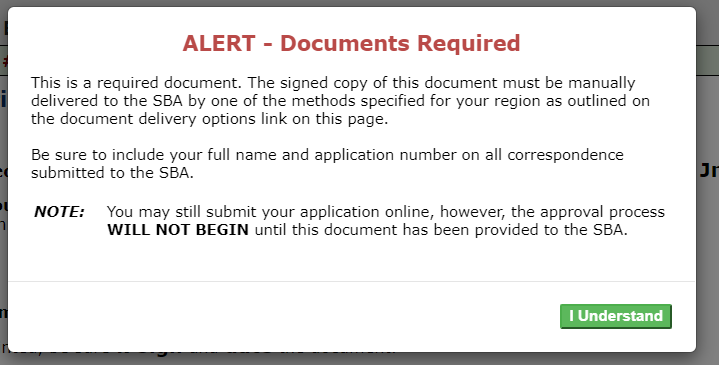 ALERT - Documents Required
This is a required document. The signed copy of this document must be manually
delivered to the SBA by one of the methods specified for your region as outlined on
the document delivery options link on this page.
Be sure to include your full name and application number on all correspondence
submitted to the SBA.
NOTE: You may still submit your application online, however, the approval process
WILL NOT BEGIN until this document has been provided to the SBA.
I Understand